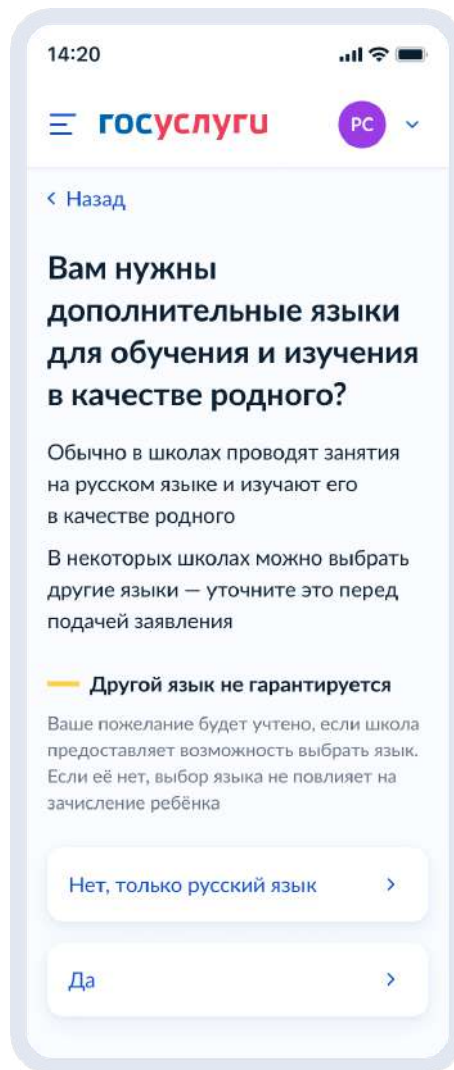 14:20
госуслуги
РС
Назад
Вам нужны
дополнительные языки
для обучения и изучения
в качестве родного?
Обычно в школах проводят занятия
на русском языке и изучают его
в качестве родного
В некоторых школах можно выбрать
другие языки — уточните это перед
подачей заявления
Другой язык не гарантируется
Ваше пожелание будет учтено, если школа
предоставляет возможность выбрать язык.
Если её нет, выбор языка не повлияет на
зачисление ребёнка
Нет, только русский язык
Да